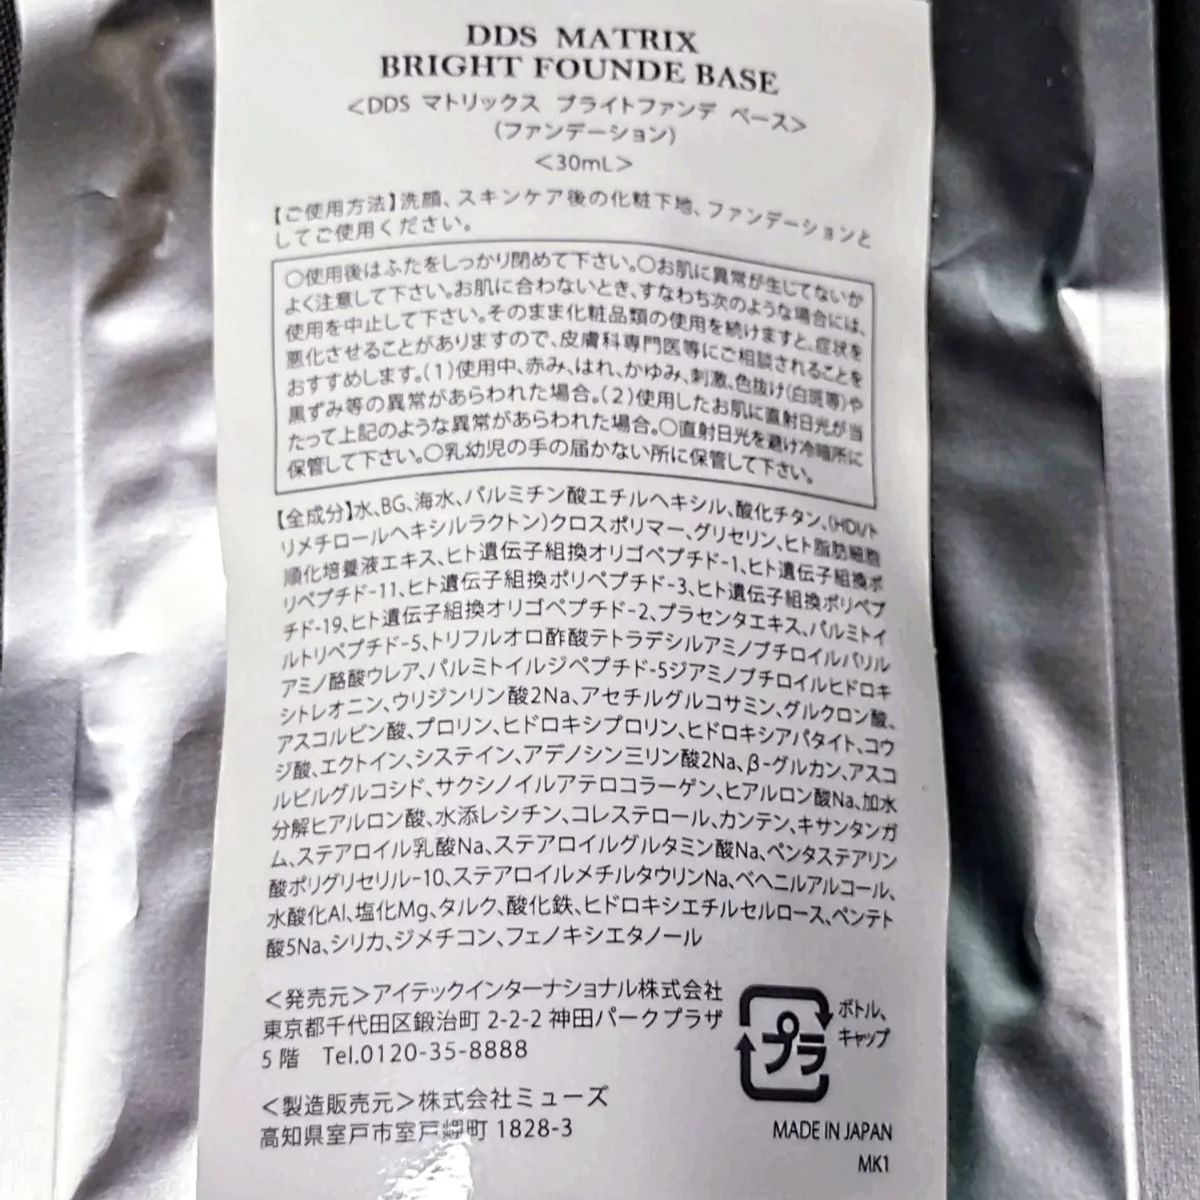 DDS MATRIX
BRIGHT FOUNDE BASE
＜DDS マトリックス ブライトファンデ ベース＞
(ファンデーション)
＜30mL＞
【ご使用方法】洗顔、スキンケア後の化粧下地、ファンデーションと
してご使用ください。
○使用後はふたをしっかり閉めて下さい。○お肌に異常が生じてないか
よく注意して下さい。お肌に合わないとき、すなわち次のような場合には、
使用を中止して下さい。そのまま化粧品類の使用を続けますと、症状を
悪化させることがありますので、皮膚科専門医等にご相談されることを
おすすめします。(1)使用中、赤み、はれ、かゆみ、刺激、色抜け(白斑等)や
黒ずみ等の異常があらわれた場合。(2)使用したお肌に直射日光が当
たって上記のような異常があらわれた場合。○直射日光を避け冷暗所に
保管して下さい。○乳幼児の手の届かない所に保管して下さい。
【全成分】水、BG、海水、パルミチン酸エチルヘキシル、酸化チタン、(HDI/ト
リメチロールヘキシルラクトン)クロスポリマー、グリセリン、ヒト脂肪細胞
順化培養液エキス、ヒト遺伝子組換オリゴペプチド-1、ヒト遺伝子組換ポ
リペプチド-11、ヒト遺伝子組換ポリペプチド-3、ヒト遺伝子組換ポリペプ
チド-19、ヒト遺伝子組換オリゴペプチド-2、プラセンタエキス、パルミトイ
ルトリペプチド-5、トリフルオロ酢酸テトラデシルアミノブチロイルバリル
アミノ酪酸ウレア、パルミトイルジペプチド-5ジアミノブチロイルヒドロキ
シトレオニン、ウリジンリン酸2Na、アセチルグルコサミン、グルクロン酸、
アスコルビン酸、プロリン、ヒドロキシプロリン、ヒドロキシアパタイト、コウ
ジ酸、エクトイン、システイン、アデノシン三リン酸2Na、β-グルカン、アスコ
ルビルグルコシド、サクシノイルアテロコラーゲン、ヒアルロン酸Na、加水
分解ヒアルロン酸、水添レシチン、コレステロール、カンテン、キサンタンガ
ム、ステアロイル乳酸Na、ステアロイルグルタミン酸Na、ペンタステアリン
酸ポリグリセリル-10、ステアロイルメチルタウリンNa、ベヘニルアルコール、
水酸化Al、塩化Mg、タルク、酸化鉄、ヒドロキシエチルセルロース、ペンテト
酸5Na、シリカ、ジメチコン、フェノキシエタノール
＜発売元＞アイテックインターナショナル株式会社
東京都千代田区鍛治町 2-2-2 神田パークプラザ
5 階 Tel.0120-35-8888
プラ
ボトル、
キャップ
＜製造販売元＞株式会社ミューズ
高知県室戸市室戸岬町 1828-3
MADE IN JAPAN
MK1